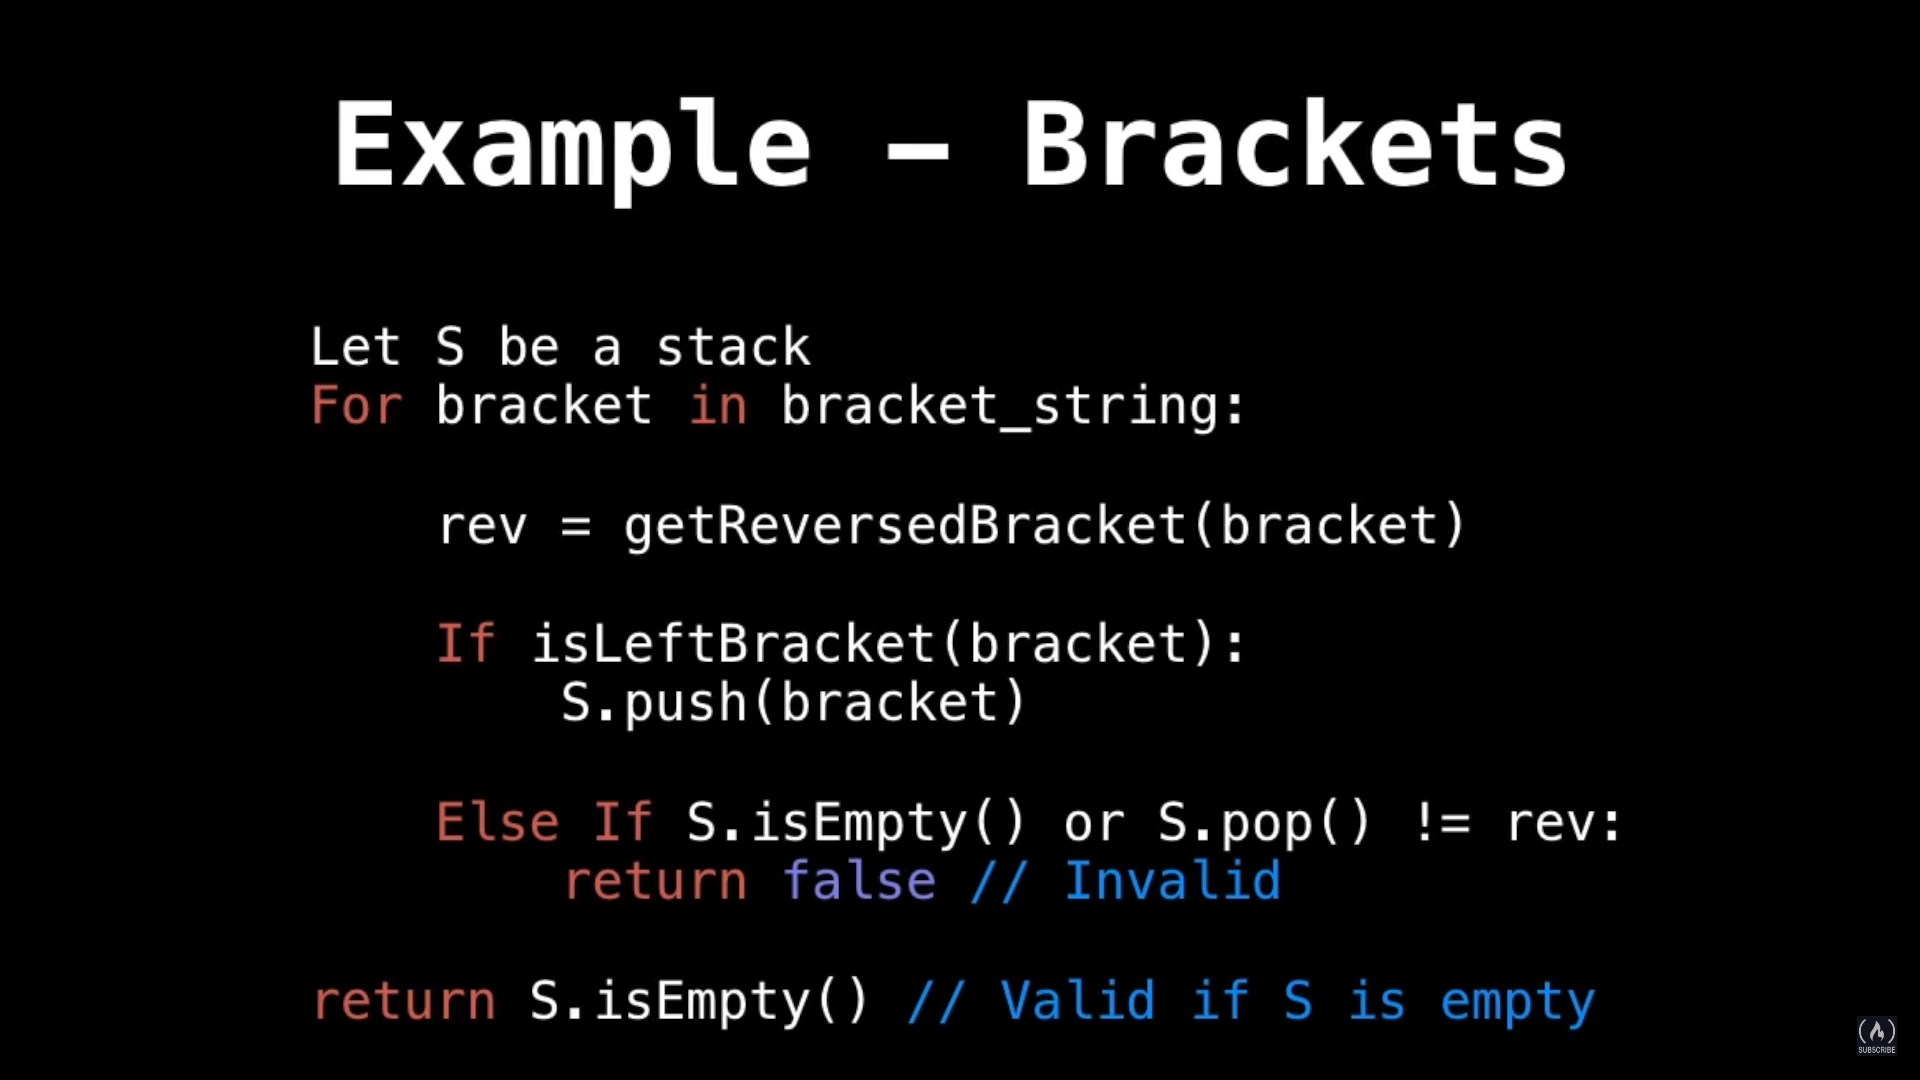 Example – Brackets
Let S be a stack
For bracket in bracket_string:
rev = getReversedBracket(bracket)
If isLeftBracket(bracket):
S.push(bracket)
Else If S.isEmpty() or S.pop() != rev:
return false // Invalid
return S.isEmpty() // Valid if S is empty
SUBSCRIBE